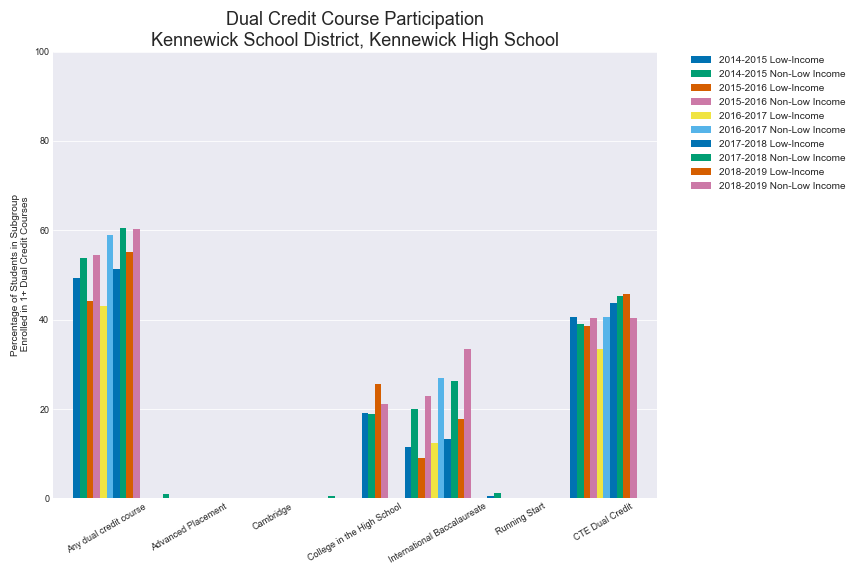 Dual Credit Course Participation
Kennewick School District, Kennewick High School
Percentage of Students in Subgroup
Enrolled in 1+ Dual Credit Courses
100
80
60
40
20
0
Any dual credit course
Advanced Placement
Cambridge
College in the High School
International Baccalaureate
Running Start
CTE Dual Credit
2014-2015 Low-Income
2014-2015 Non-Low Income
2015-2016 Low-Income
2015-2016 Non-Low Income
2016-2017 Low-Income
2016-2017 Non-Low Income
2017-2018 Low-Income
2017-2018 Non-Low Income
2018-2019 Low-Income
2018-2019 Non-Low Income